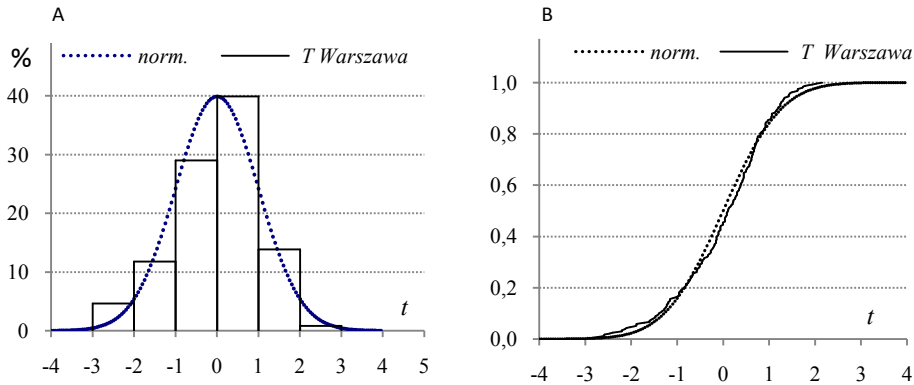 A
B
% norm. T Warszawa
norm. T Warszawa
40
30
20
10
0
t
-4 -3 -2 -1 0 1 2 3 4 5
1,0
0,8
0,6
0,4
0,2
0,0
t
-4 -3 -2 -1 0 1 2 3 4